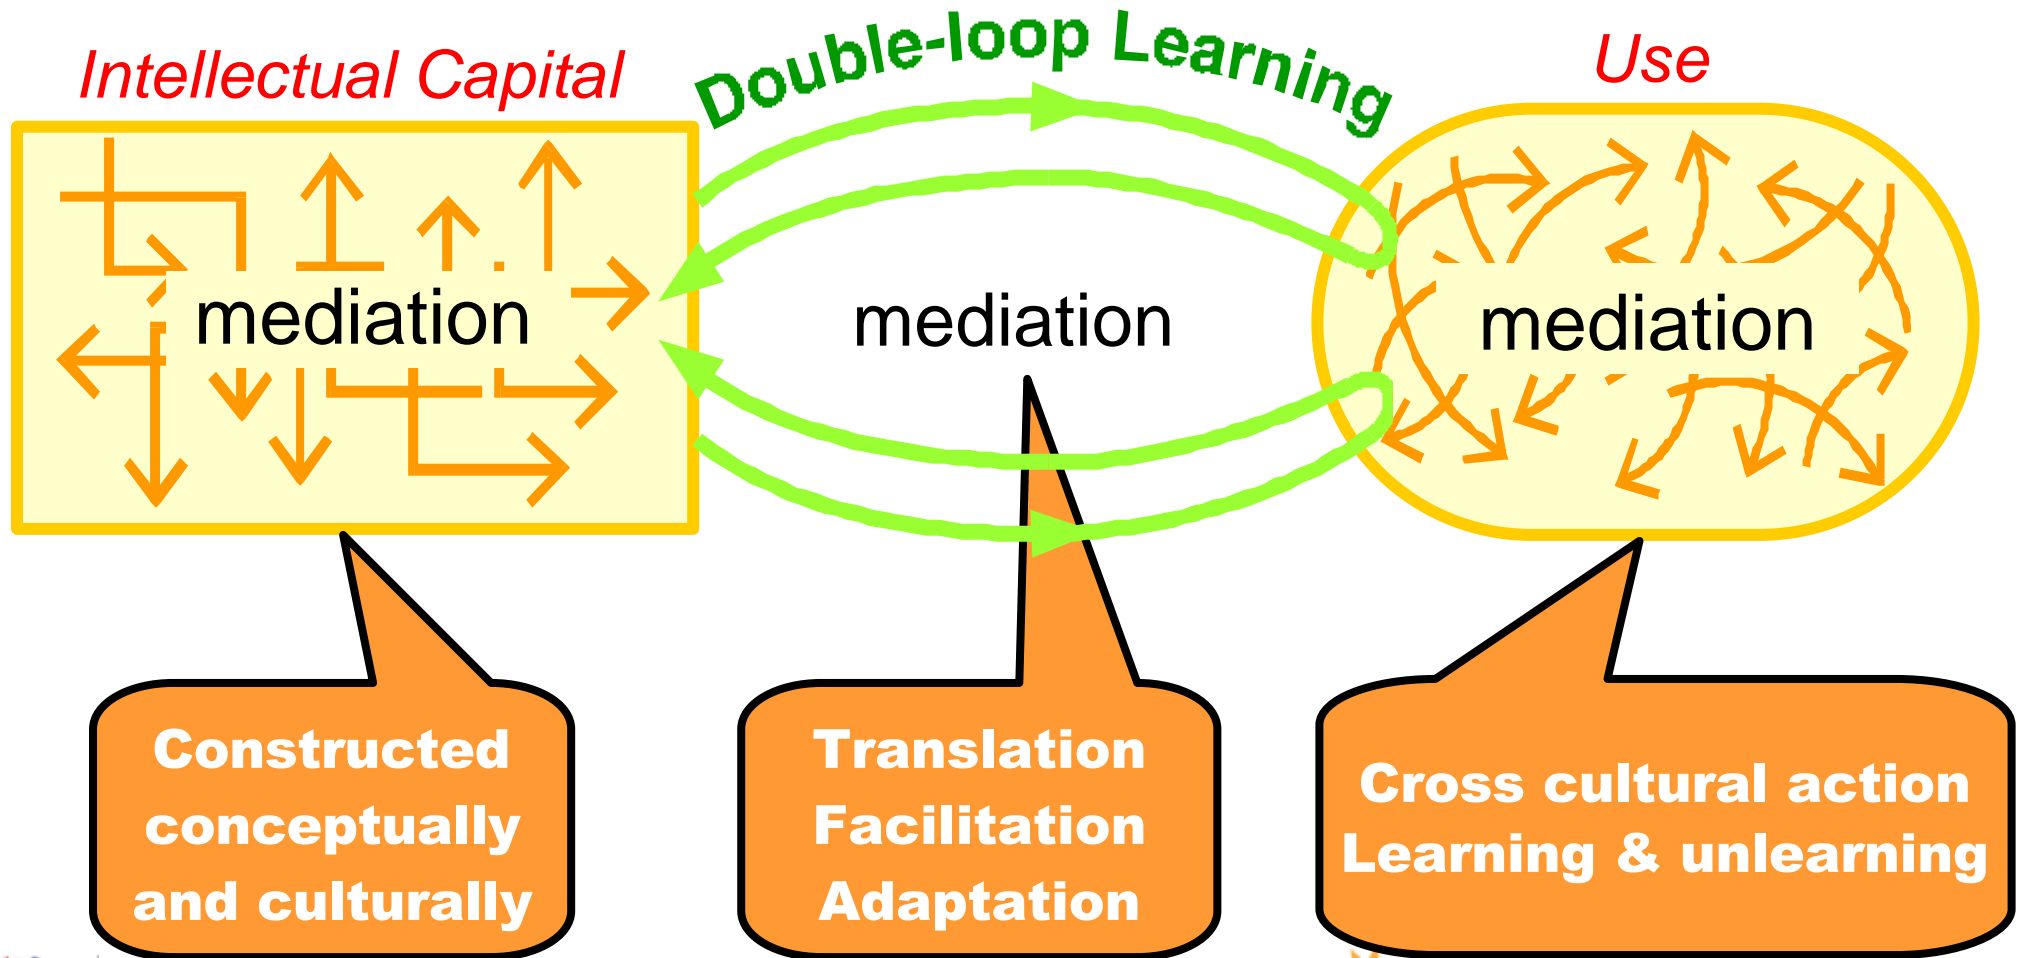 Intellectual Capital
Double-loop Learning
Use
mediation
mediation
mediation
Constructed
conceptually
and culturally
Translation
Facilitation
Adaptation
Cross cultural action
Learning & unlearning